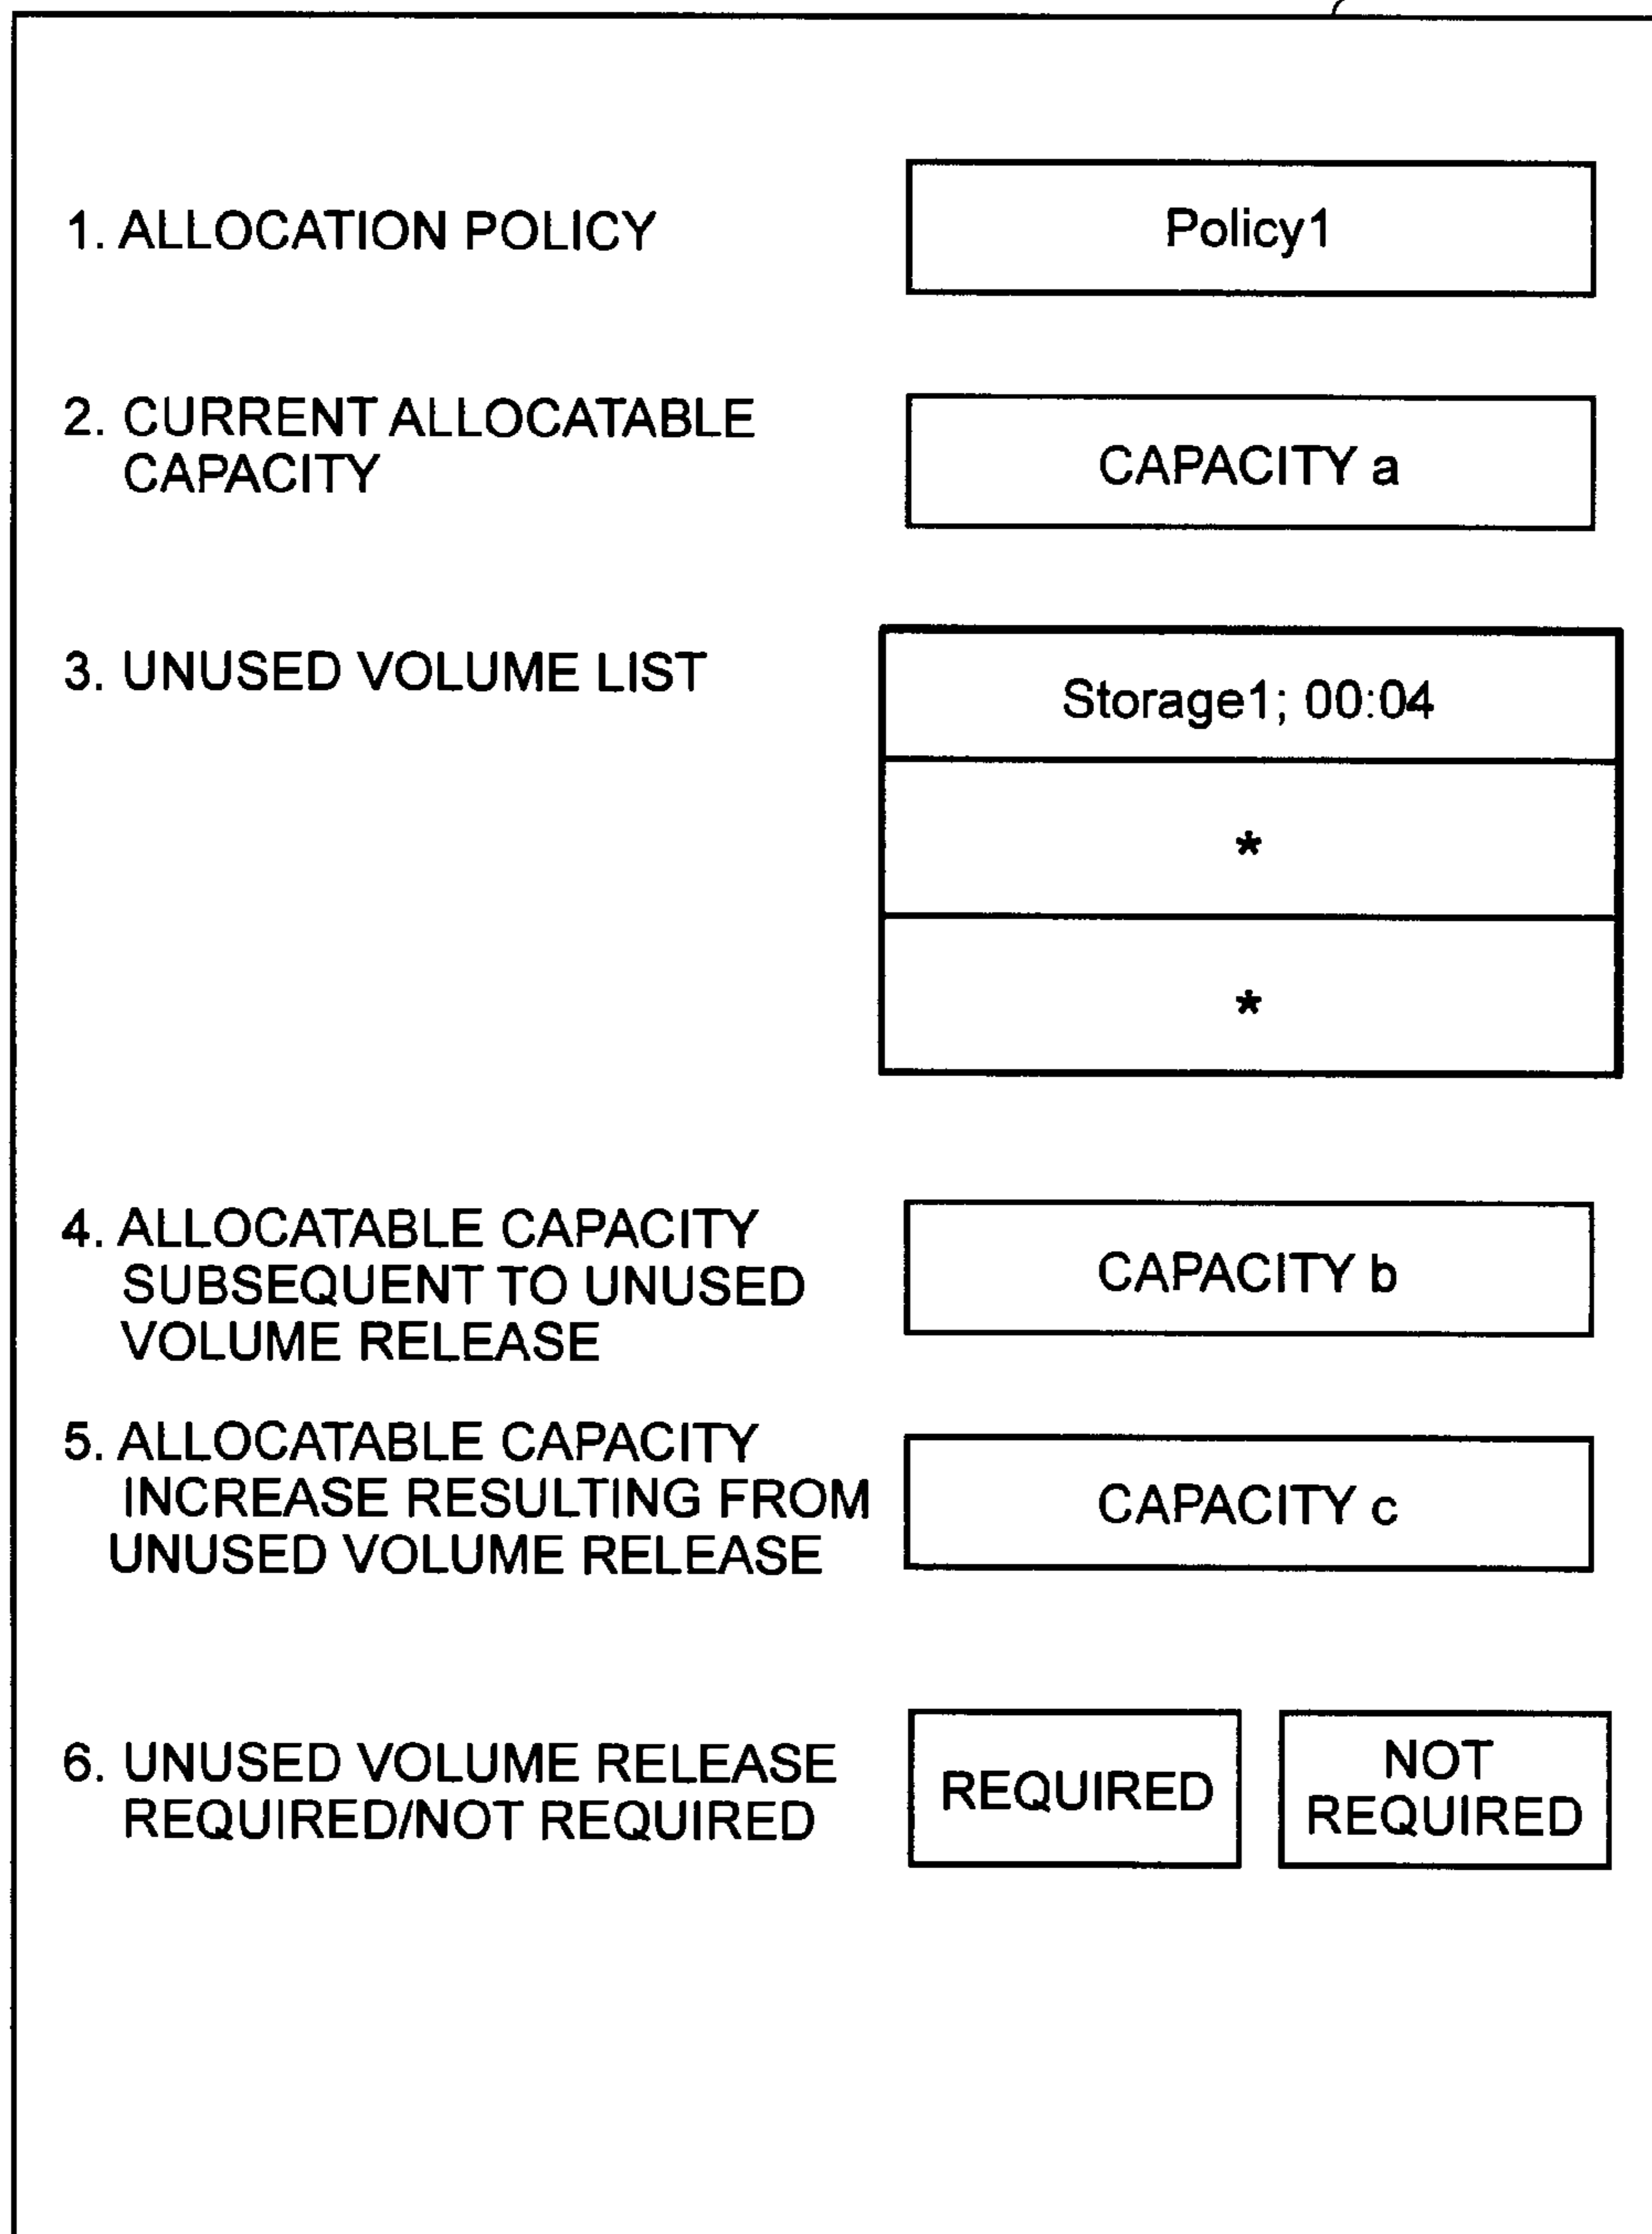 1. ALLOCATION POLICY
Policy1
2. CURRENT ALLOCATABLE
CAPACITY
CAPACITY a
3. UNUSED VOLUME LIST
Storage1; 00:04
*
*
4. ALLOCATABLE CAPACITY
SUBSEQUENT TO UNUSED
VOLUME RELEASE
CAPACITY b
5. ALLOCATABLE CAPACITY
INCREASE RESULTING FROM
UNUSED VOLUME RELEASE
CAPACITY c
6. UNUSED VOLUME RELEASE
REQUIRED/NOT REQUIRED
REQUIRED
NOT
REQUIRED